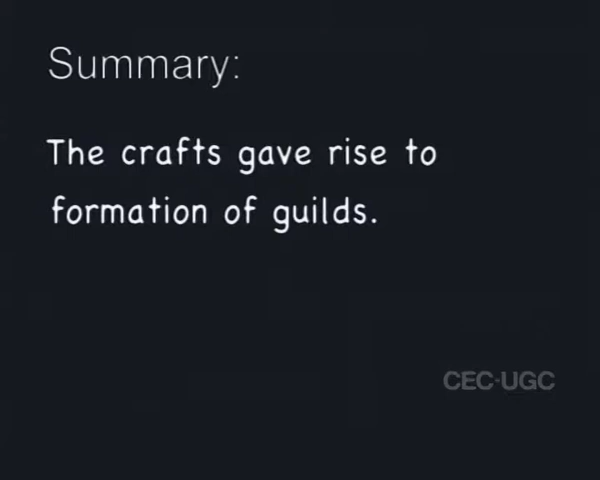 Summary:
The crafts gave rise to
formation of guilds.
CEC-UGC